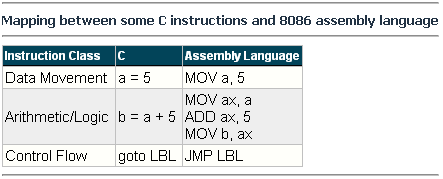 Mapping between some C instructions and 8086 assembly language
Instruction Class C Assembly Language
Data Movement a = 5 MOV a, 5
Arithmetic/Logic b = a + 5 MOV ax, a
ADD ax, 5
MOV b, ax
Control Flow goto LBL JMP LBL